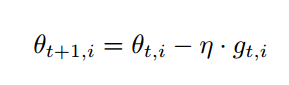 θ_{t+1,i} = θ_{t,i} − η · g_{t,i}